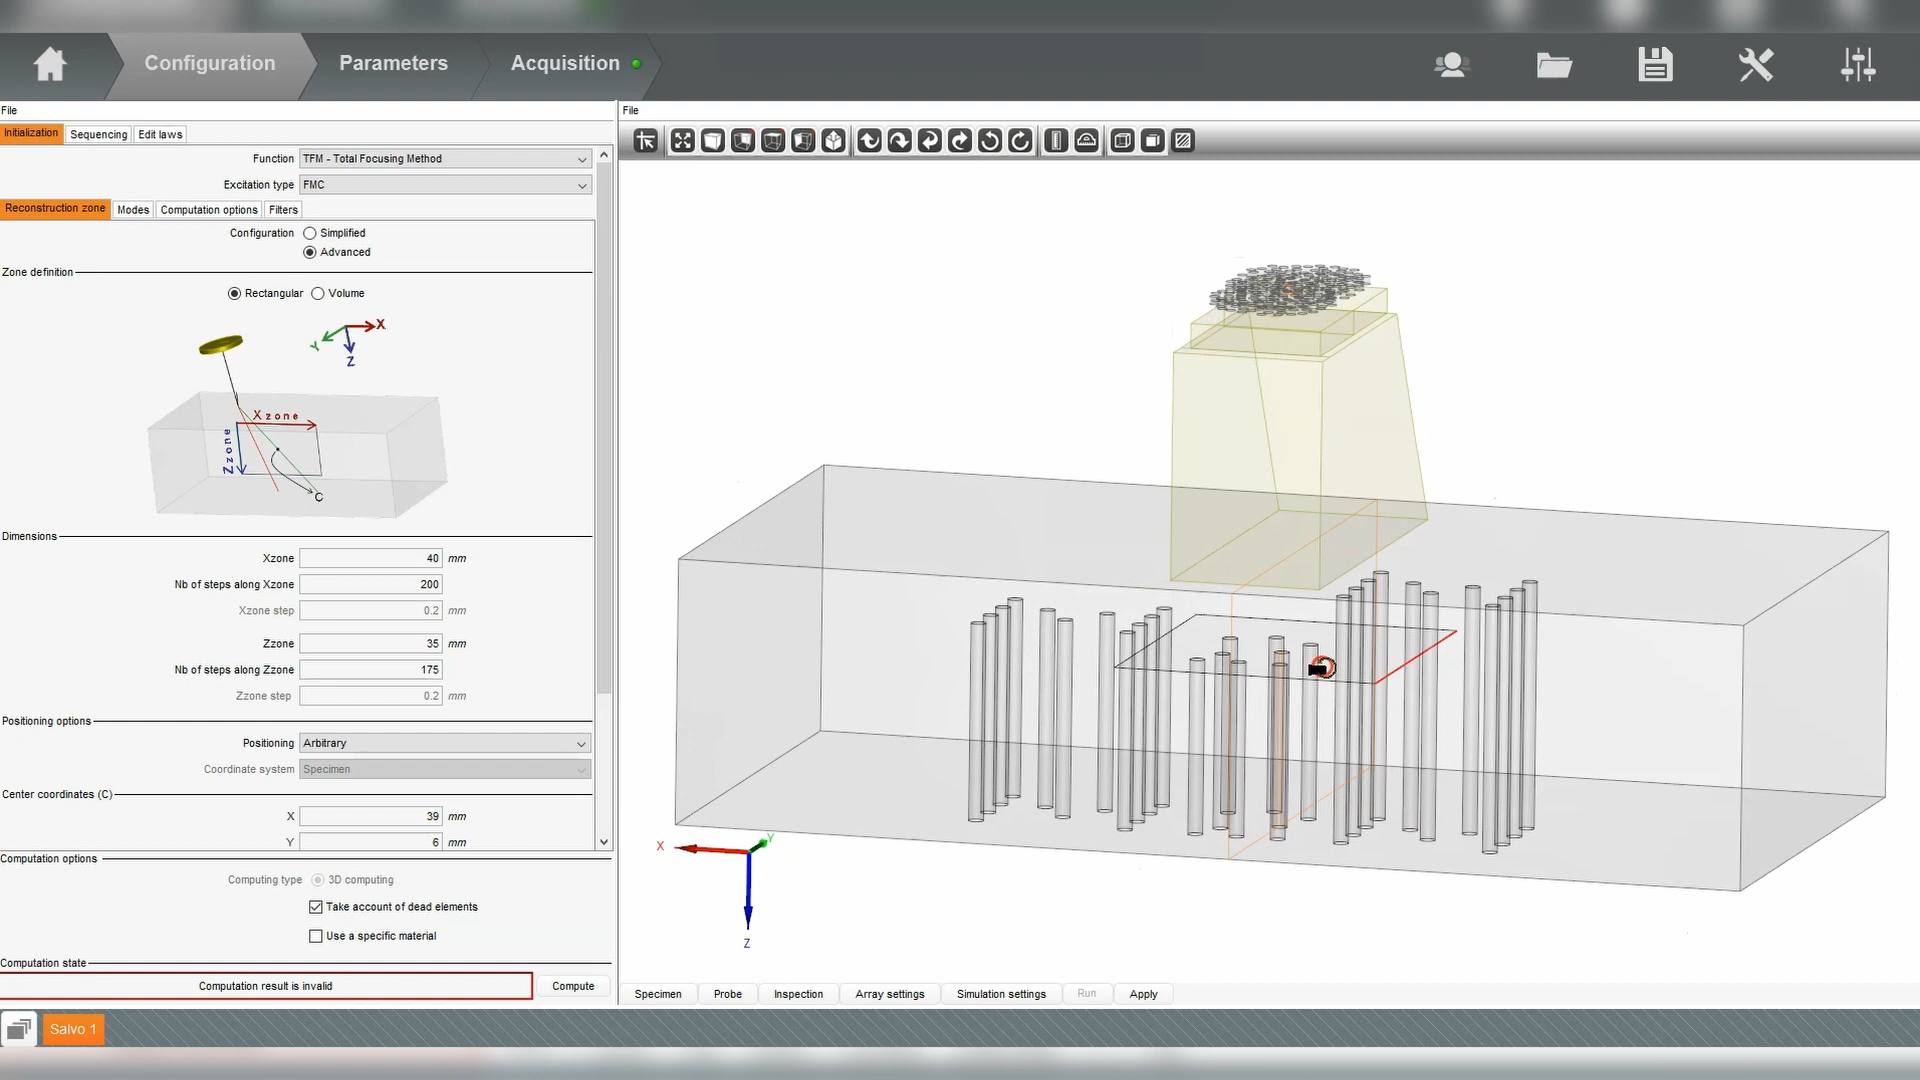 Configuration
Parameters
Acquisition
File
Initialization
Sequencing
Edit laws
Function
TFM - Total Focusing Method
Excitation type
FMC
Reconstruction zone
Modes
Computation options
Filters
Configuration
Simplified
Advanced
Zone definition
Rectangular
Volume
X
Y
Z
Xzone
Zzone
C
Dimensions
Xzone 40 mm
Nb of steps along Xzone 200
Xzone step 0.2 mm
Zzone 35 mm
Nb of steps along Zzone 175
Zzone step 0.2 mm
Positioning options
Positioning Arbitrary
Coordinate system Specimen
Center coordinates (C)
X 39 mm
Y 6 mm
Computation options
Computing type 3D computing
Take account of dead elements
Use a specific material
Computation state
Computation result is invalid
Compute
File
X
Y
Z
Specimen
Probe
Inspection
Array settings
Simulation settings
Run
Apply
Salvo 1